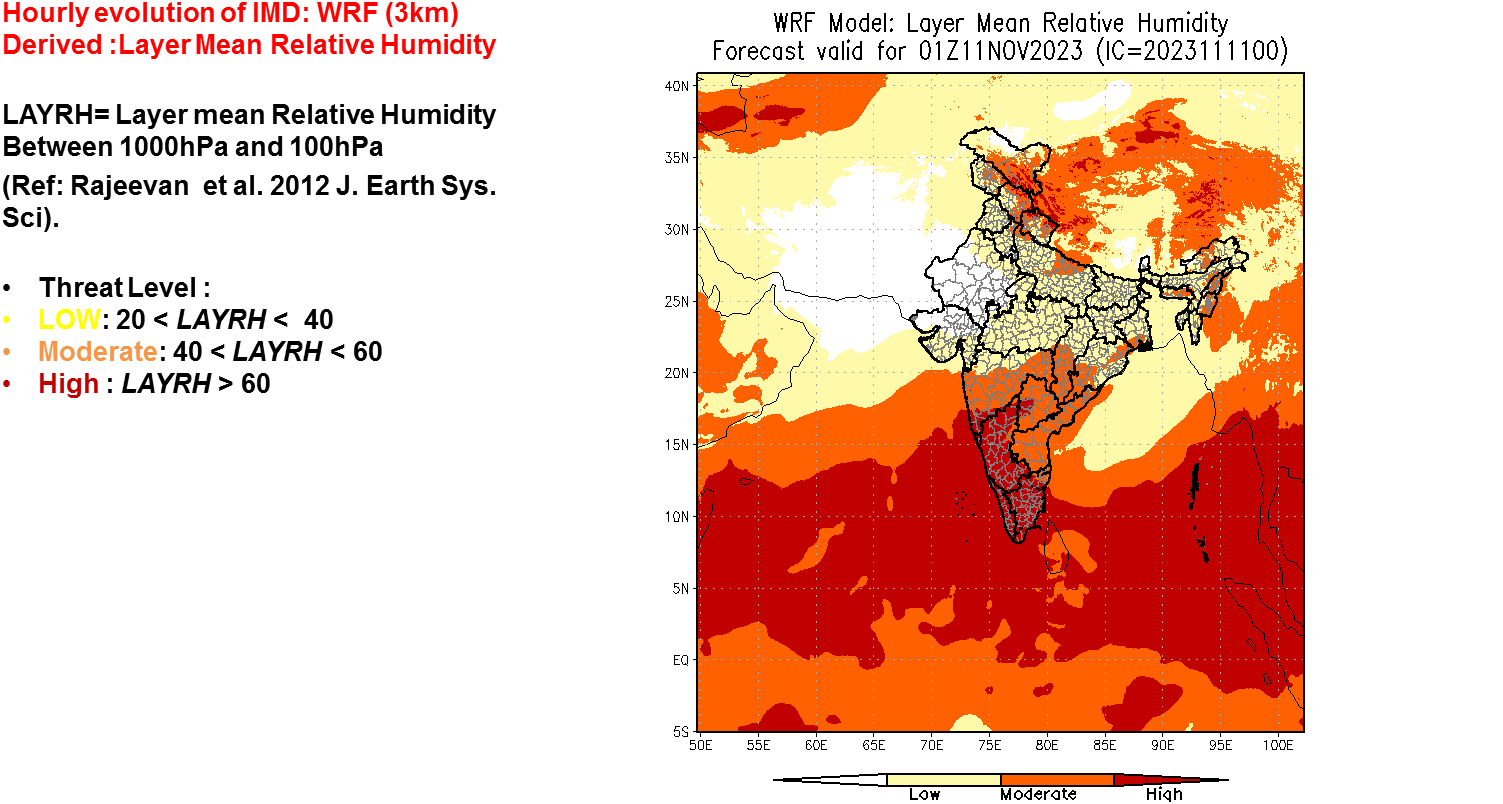 Hourly evolution of IMD: WRF (3km)
Derived :Layer Mean Relative Humidity
LAYRH= Layer mean Relative Humidity
Between 1000hPa and 100hPa
(Ref: Rajeevan et al. 2012 J. Earth Sys.
Sci).
• Threat Level :
• LOW: 20 < LAYRH < 40
• Moderate: 40 < LAYRH < 60
• High : LAYRH > 60
WRF Model: Layer Mean Relative Humidity
Forecast valid for 01Z11NOV2023 (IC=2023111100)
40N
35N
30N
25N
20N
15N
10N
5N
EQ
5S
50E 55E 60E 65E 70E 75E 80E 85E 90E 95E 100E
Low Moderate High